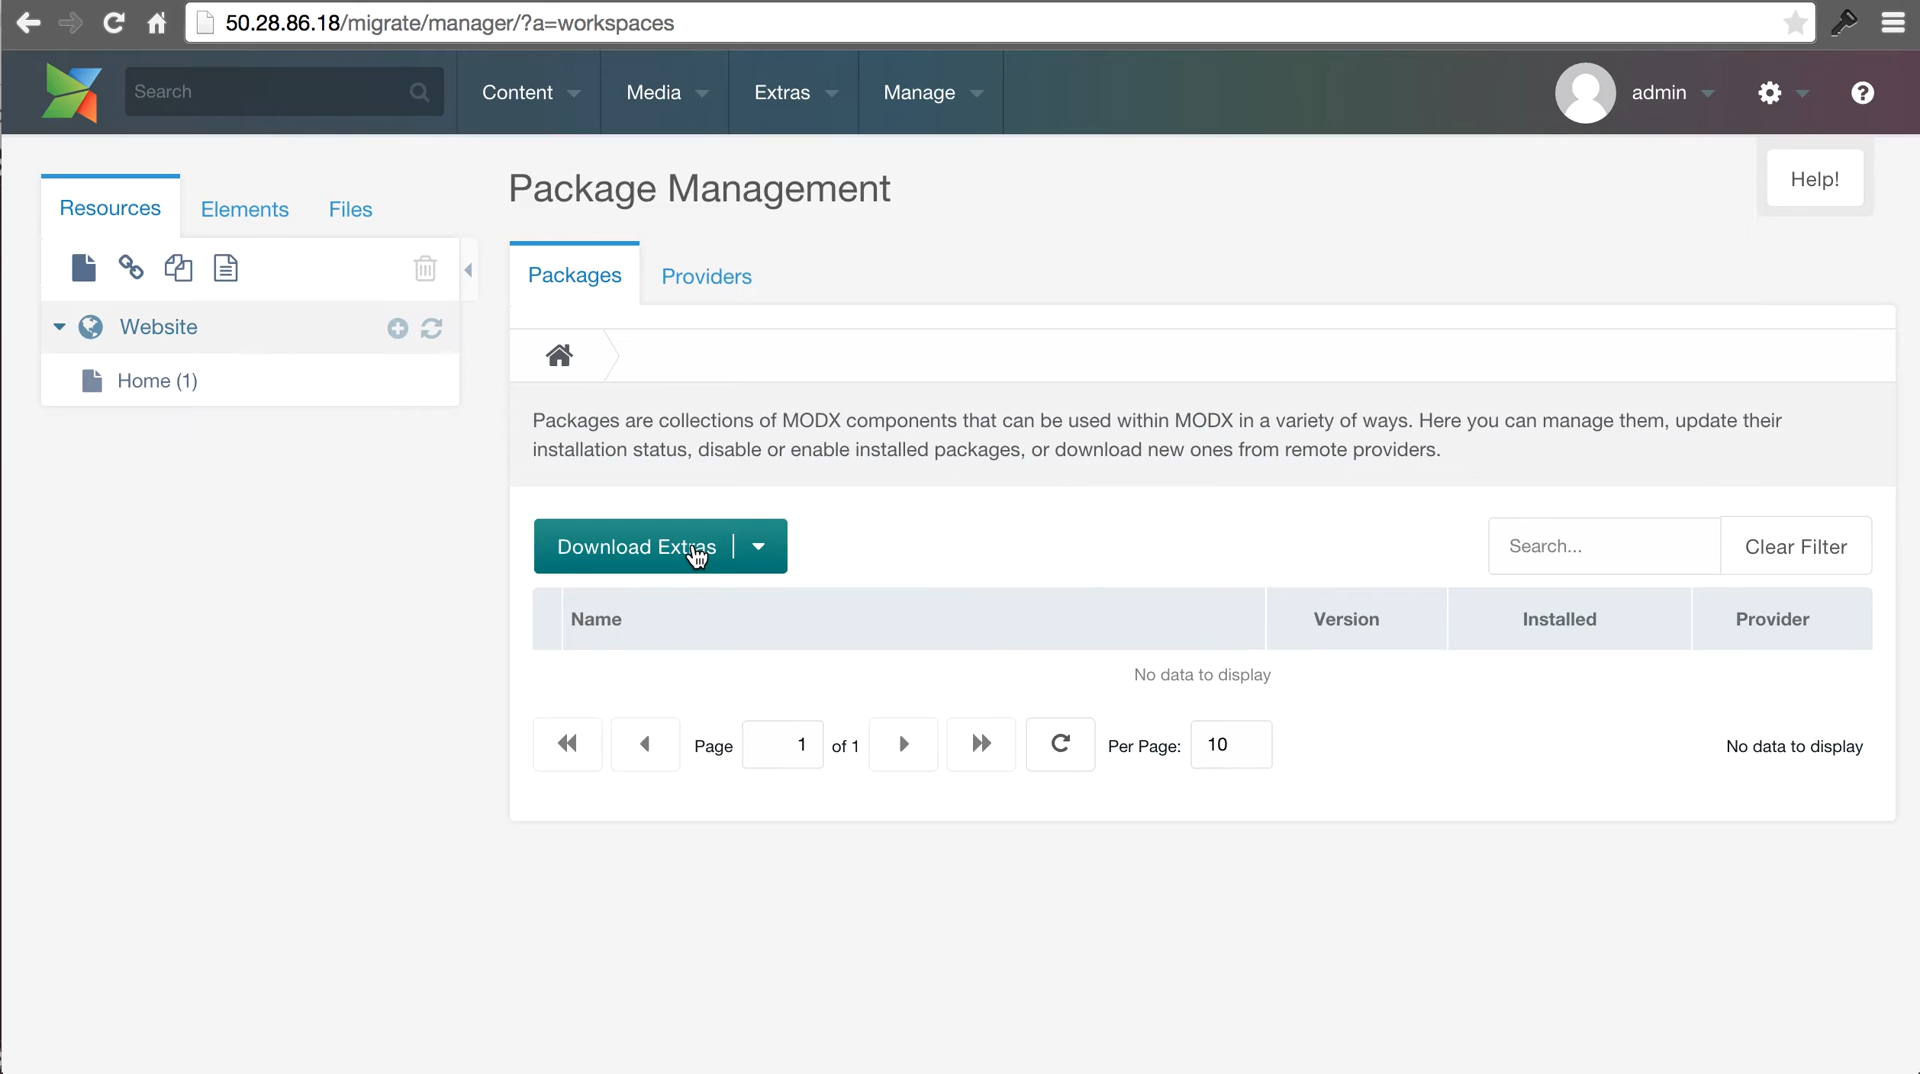 50.28.86.18/migrate/manager/?a=workspaces
Search
Content
Media
Extras
Manage
admin
Resources
Elements
Files
Website
Home (1)
Package Management
Help!
Packages
Providers
Packages are collections of MODX components that can be used within MODX in a variety of ways. Here you can manage them, update their
installation status, disable or enable installed packages, or download new ones from remote providers.
Download Extras
Search...
Clear Filter
Name
Version
Installed
Provider
No data to display
Page 1 of 1
Per Page: 10
No data to display